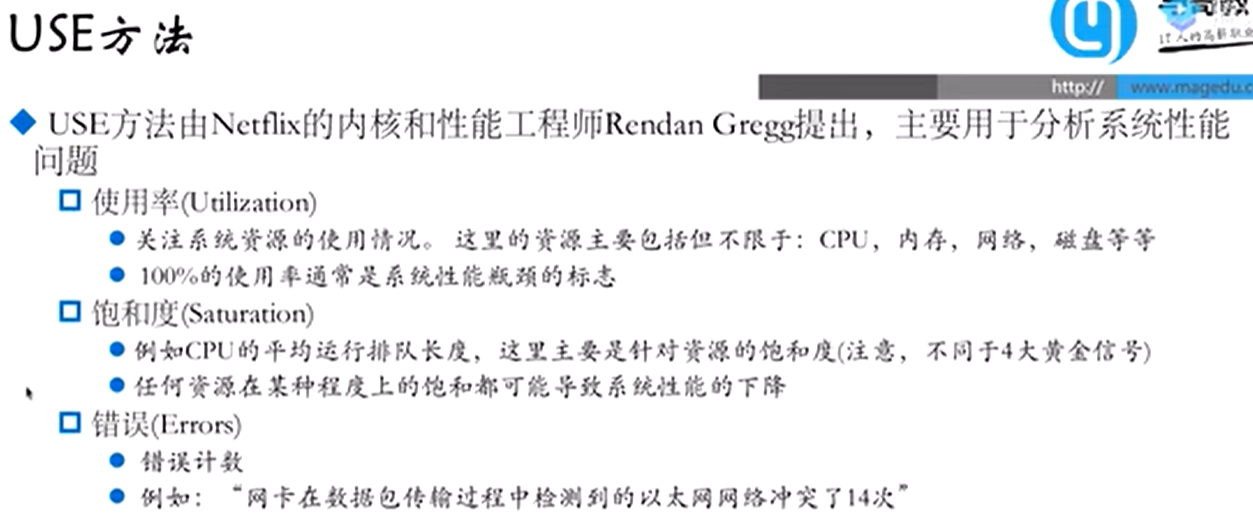 USE方法
IT人的高薪职业
http://
www.magedu.c
USE方法由Netflix的内核和性能工程师Rendan Gregg提出，主要用于分析系统性能
问题
使用率(Utilization)
关注系统资源的使用情况。 这里的资源主要包括但不限于：CPU，内存，网络，磁盘等等
100%的使用率通常是系统性能瓶颈的标志
饱和度(Saturation)
例如CPU的平均运行排队长度，这里主要是针对资源的饱和度(注意，不同于4大黄金信号)
任何资源在某种程度上的饱和都可能导致系统性能的下降
错误(Errors)
错误计数
例如：“网卡在数据包传输过程中检测到的以太网网络冲突了14次”